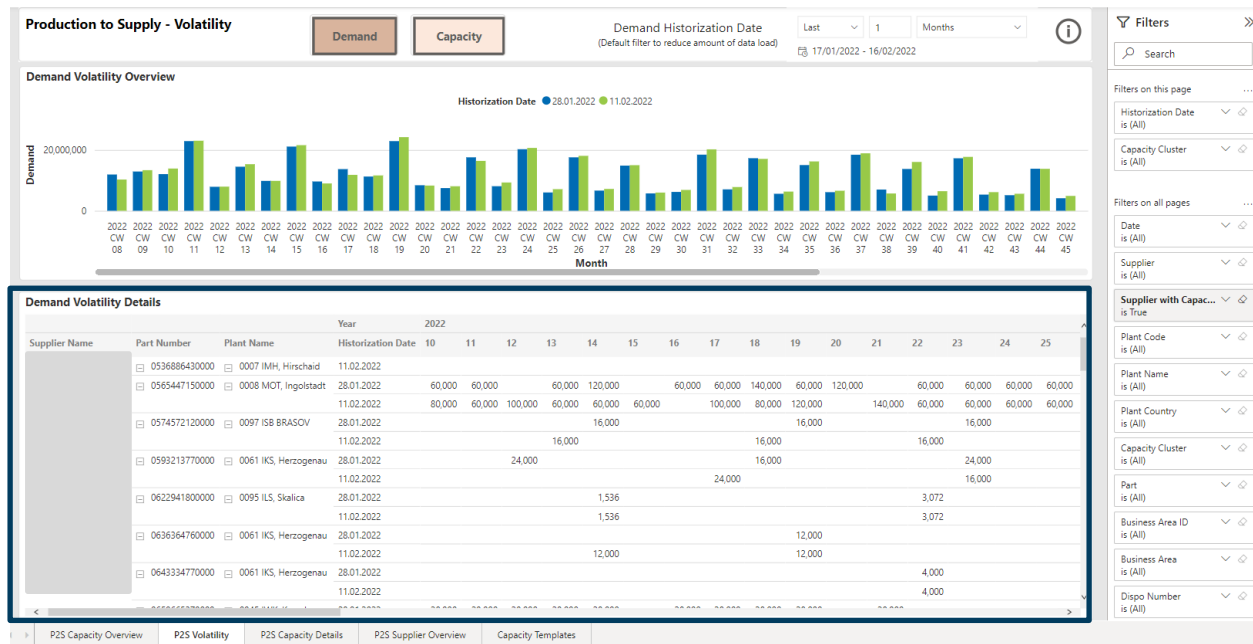 Production to Supply - Volatility
Demand
Capacity
Demand Historization Date
(Default filter to reduce amount of data load)
Last 1 Months
17/01/2022 - 16/02/2022
Demand Volatility Overview
Historization Date 28.01.2022 11.02.2022
Demand
20,000,000
0
2022 2022 2022 2022 2022 2022 2022 2022 2022 2022 2022 2022 2022 2022 2022 2022 2022 2022 2022 2022 2022 2022 2022 2022 2022 2022 2022 2022 2022 2022 2022 2022 2022 2022 2022 2022 2022 2022
CW CW CW CW CW CW CW CW CW CW CW CW CW CW CW CW CW CW CW CW CW CW CW CW CW CW CW CW CW CW CW CW CW CW CW CW CW CW
08 09 10 11 12 13 14 15 16 17 18 19 20 21 22 23 24 25 26 27 28 29 30 31 32 33 34 35 36 37 38 39 40 41 42 43 44 45
Month
Demand Volatility Details
Year 2022
Supplier Name Part Number Plant Name Historization Date 10 11 12 13 14 15 16 17 18 19 20 21 22 23 24 25
0536886430000 0007 IMH, Hirschaid 11.02.2022
0565447150000 0008 MOT, Ingolstadt 28.01.2022 60,000 60,000 60,000 120,000 60,000 60,000 140,000 60,000 120,000 60,000 60,000 60,000 60,000
11.02.2022 80,000 60,000 100,000 60,000 60,000 60,000 100,000 80,000 120,000 140,000 60,000 60,000 60,000 60,000
0574572120000 0097 ISB BRASOV 28.01.2022 16,000 16,000 16,000
11.02.2022 16,000 16,000 16,000
0593213770000 0061 IKS, Herzogenau 28.01.2022 24,000 16,000 24,000
11.02.2022 24,000 16,000
0622941800000 0095 ILS, Skalica 28.01.2022 1,536 3,072
11.02.2022 1,536 3,072
0636364760000 0061 IKS, Herzogenau 28.01.2022 12,000
11.02.2022 12,000 12,000
0643334770000 0061 IKS, Herzogenau 28.01.2022 4,000
11.02.2022 4,000
P2S Capacity Overview P2S Volatility P2S Capacity Details P2S Supplier Overview Capacity Templates
Filters
Search
Filters on this page ...
Historization Date
is (All)
Capacity Cluster
is (All)
Filters on all pages ...
Date
is (All)
Supplier
is (All)
Supplier with Capac...
is True
Plant Code
is (All)
Plant Name
is (All)
Plant Country
is (All)
Capacity Cluster
is (All)
Part
is (All)
Business Area ID
is (All)
Business Area
is (All)
Dispo Number
is (All)